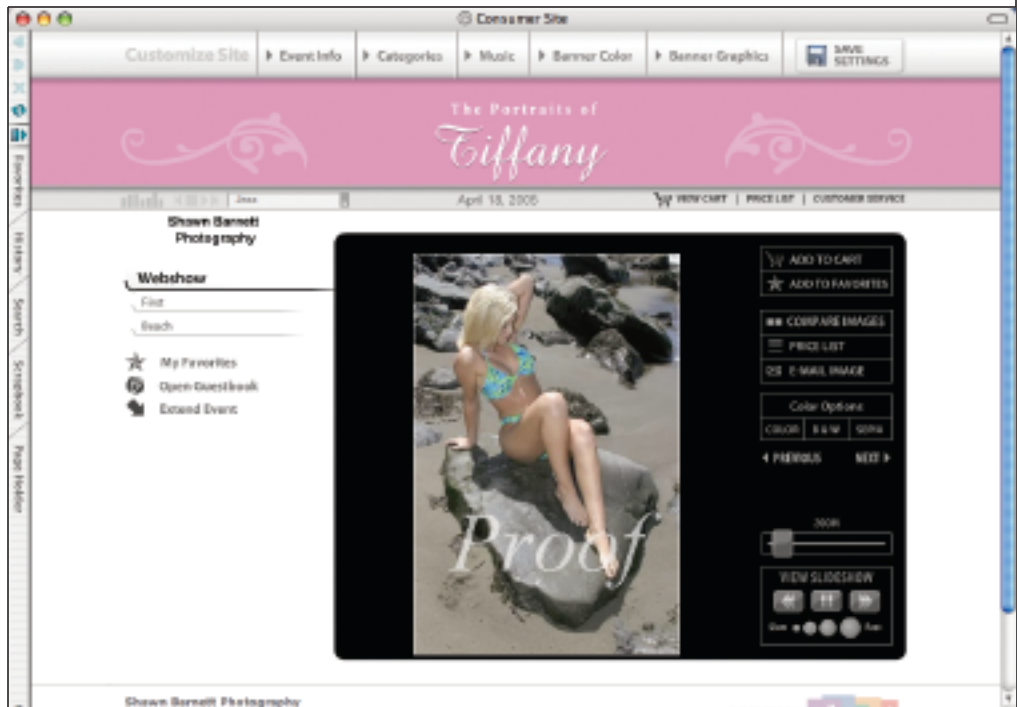 Consumer Site
Customize Site
Event Info
Categories
Music
Banner Color
Banner Graphics
SAVE
SETTINGS
The Portraits of
Tiffany
Jazz
April 18, 2005
VIEW CART | PRICE LIST | CUSTOMER SERVICE
Favorites
History
Search
Scrapbook
Page Holder
Shawn Barnett
Photography
Webshow
First
Beach
My Favorites
Open Guestbook
Extend Event
Proof
ADD TO CART
ADD TO FAVORITES
COMPARE IMAGES
PRICE LIST
E-MAIL IMAGE
Color Options
COLOR B & W SEPIA
PREVIOUS NEXT
ZOOM
VIEW SLIDESHOW
Slow Fast
Shawn Barnett Photography